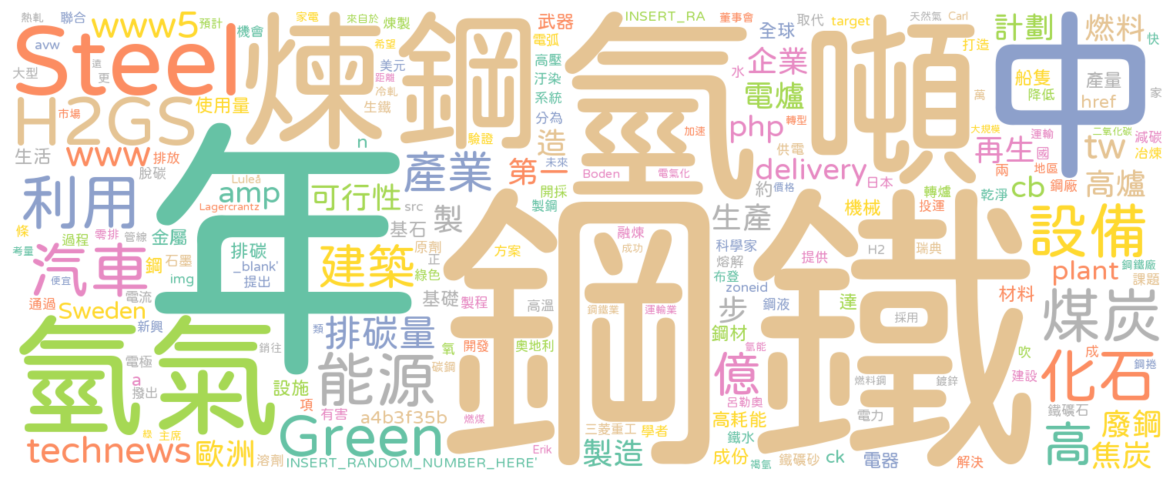 熱軋 聯合 家電 來自於 煉製 武器 INSERT_RA 董事會 全球 取代 target 天然氣 Carl 計劃 燃料 快
www5 預計 機會 希望 電弧 高壓 企業 水 打造 船隻 產量
Steel 煉 鋼 氫 噸 中
avw 還 更 美元 距離 汙染 電爐 萬 降低 href 家
大型 市場 使用量 冷軋 生鐵 系統 加速 轉型 大規模 運輸 二氧化碳
H2GS 驗證 分為 php 供電 再生 國 tw 減碳
生活 www 排放 n 造 未來 電氣化 兩 地區 冶煉
脫碳 Luleå 產業 第一 Boden delivery 約 價格 cb 鋼廠 高爐
利用 Lagercrantz amp 可行性 開採 日本 轉爐 乾淨
條 src 基石 製 製鋼 生產 機械 投運 設備
考量 過程 零排 管線 金屬 排碳 原劑 融煉 科學家 H2 瑞典
汽車 鋼 石墨 _blank' 提出 建築 正 綠色 方案 成功 熔解 提供 鋼鐵廠
便宜 img 布登 zoneid plant 課題
通過 電流 基礎 製程 高溫 步 鋼液 達 材料
Sweden 年 鋼 鐵
新興 排碳量 類 鋼鐵業 運輸業 鋼材 採用 吹 煤炭
氫氣 銷往 氧 開發 奧地利 氫能 建設 成 鋼捲
電極 能源 碳鋼 億 燃料鋼 鍍鋅 化石
a 撥出 設施 項 呂勒奧 鐵礦石
有害 a4b3f35b 燃煤 高耗能 電力 廢鋼
綠 主席 Green 三菱重工 學者 鐵水 高
technews 歐洲 溶劑 Erik 製造 成份 ck 電器 焦炭
INSERT_RANDOM_NUMBER_HERE' 褐氫 鐵礦砂 解決